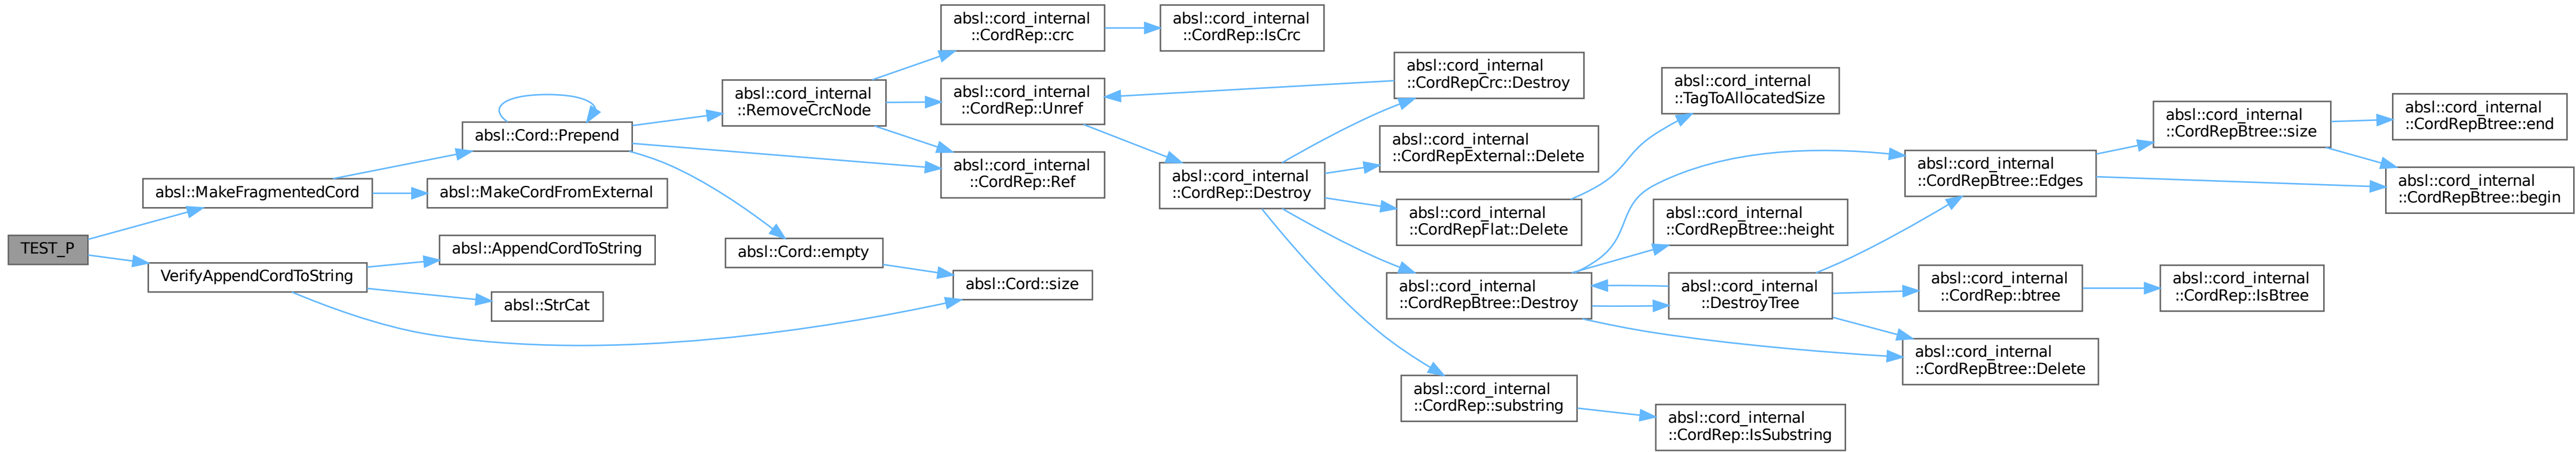 TEST_P
absl::MakeFragmentedCord
VerifyAppendCordToString
absl::Cord::Prepend
absl::MakeCordFromExternal
absl::AppendCordToString
absl::StrCat
absl::cord_internal
::RemoveCrcNode
absl::Cord::empty
absl::cord_internal
::CordRep::crc
absl::cord_internal
::CordRep::Unref
absl::cord_internal
::CordRep::Ref
absl::Cord::size
absl::cord_internal
::CordRep::IsCrc
absl::cord_internal
::CordRep::Destroy
absl::cord_internal
::CordRepCrc::Destroy
absl::cord_internal
::CordRepExternal::Delete
absl::cord_internal
::CordRepFlat::Delete
absl::cord_internal
::CordRepBtree::Destroy
absl::cord_internal
::CordRep::substring
absl::cord_internal
::TagToAllocatedSize
absl::cord_internal
::CordRepBtree::height
absl::cord_internal
::DestroyTree
absl::cord_internal
::CordRep::IsSubstring
absl::cord_internal
::CordRepBtree::Edges
absl::cord_internal
::CordRep::btree
absl::cord_internal
::CordRepBtree::Delete
absl::cord_internal
::CordRepBtree::size
absl::cord_internal
::CordRep::IsBtree
absl::cord_internal
::CordRepBtree::end
absl::cord_internal
::CordRepBtree::begin